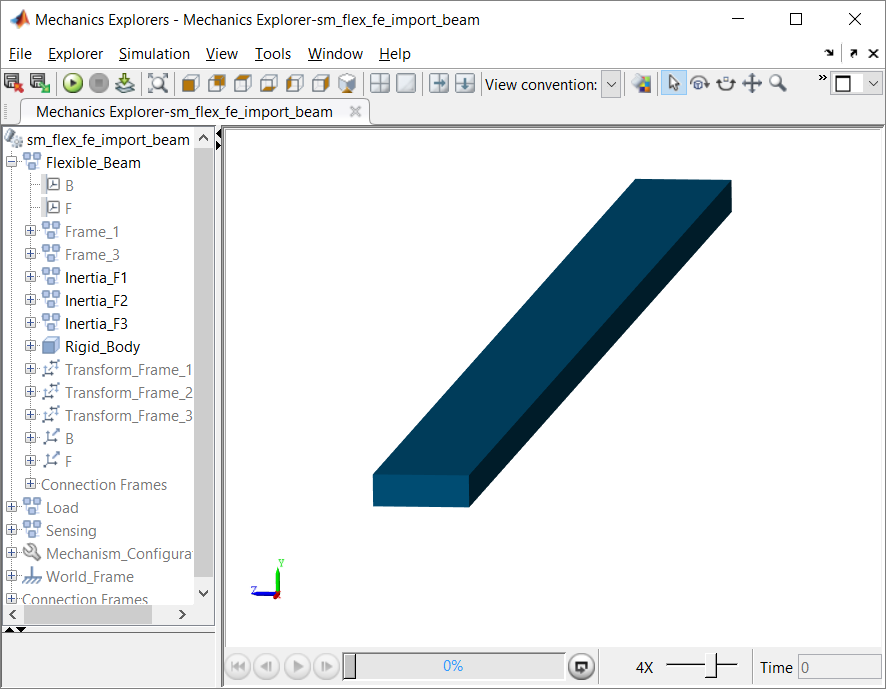 Mechanics Explorers - Mechanics Explorer-sm_flex_fe_import_beam
File Explorer Simulation View Tools Window Help
View convention:
»
Mechanics Explorer-sm_flex_fe_import_beam
sm_flex_fe_import_beam
Flexible_Beam
B
F
Frame_1
Frame_3
Inertia_F1
Inertia_F2
Inertia_F3
Rigid_Body
Transform_Frame_1
Transform_Frame_2
Transform_Frame_3
B
F
Connection Frames
Load
Sensing
Mechanism_Configura
World_Frame
Connection Frames
Y
Z
0%
4X
Time 0